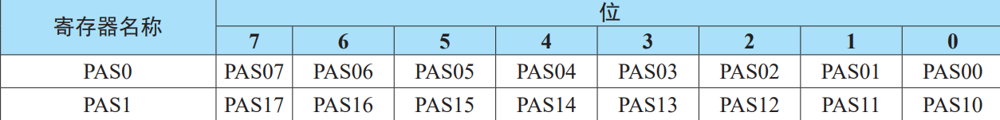 寄存器名称 位
7 6 5 4 3 2 1 0
PAS0 PAS07 PAS06 PAS05 PAS04 PAS03 PAS02 PAS01 PAS00
PAS1 PAS17 PAS16 PAS15 PAS14 PAS13 PAS12 PAS11 PAS10